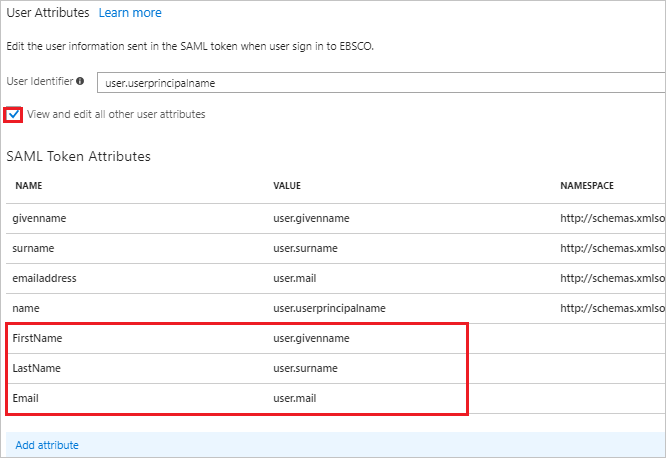 User Attributes Learn more
Edit the user information sent in the SAML token when user sign in to EBSCO.
User Identifier user.userprincipalname
View and edit all other user attributes
SAML Token Attributes
NAME VALUE NAMESPACE
givenname user.givenname http://schemas.xmlso
surname user.surname http://schemas.xmlso
emailaddress user.mail http://schemas.xmlso
name user.userprincipalname http://schemas.xmlso
FirstName user.givenname
LastName user.surname
Email user.mail
Add attribute